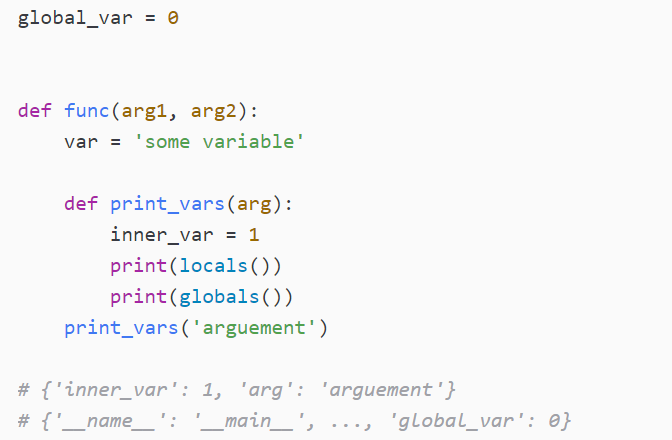 global_var = 0
def func(arg1, arg2):
    var = 'some variable'
    def print_vars(arg):
        inner_var = 1
        print(locals())
        print(globals())
    print_vars('arguement')
# {'inner_var': 1, 'arg': 'arguement'}
# {'__name__': '__main__', ..., 'global_var': 0}